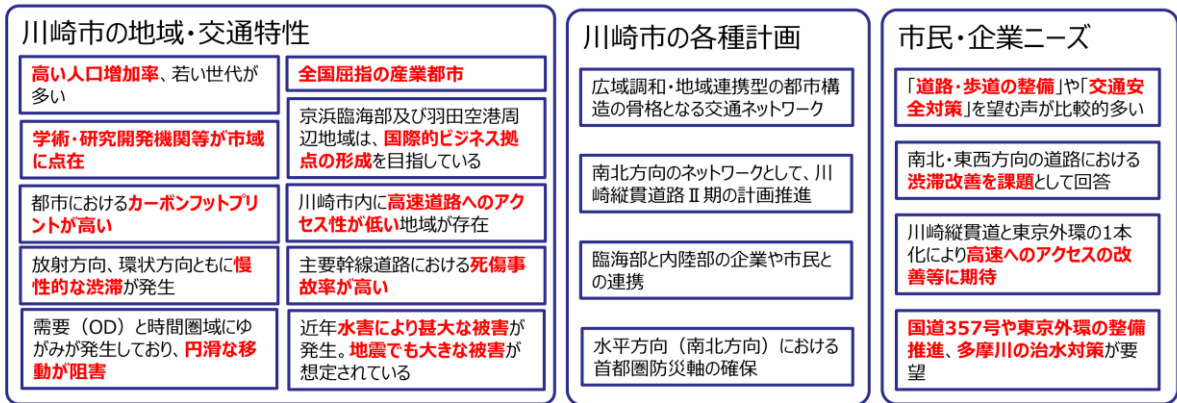 川崎市の地域・交通特性
高い人口増加率、若い世代が
多い
学術・研究開発機関等が市域
に点在
都市におけるカーボンフットプリ
ントが高い
放射方向、環状方向ともに慢
性的な渋滞が発生
需要（OD）と時間圏域にゆ
がみが発生しており、円滑な移
動が阻害
全国屈指の産業都市
京浜臨海部及び羽田空港周
辺地域は、国際的ビジネス拠
点の形成を目指している
川崎市内に高速道路へのアク
セス性が低い地域が存在
主要幹線道路における死傷事
故率が高い
近年水害により甚大な被害が
発生。地震でも大きな被害が
想定されている
川崎市の各種計画
広域調和・地域連携型の都市構
造の骨格となる交通ネットワーク
南北方向のネットワークとして、川
崎縦貫道路Ⅱ期の計画推進
臨海部と内陸部の企業や市民と
の連携
水平方向（南北方向）における
首都圏防災軸の確保
市民・企業ニーズ
「道路・歩道の整備」や「交通安
全対策」を望む声が比較的多い
南北・東西方向の道路における
渋滞改善を課題として回答
川崎縦貫道と東京外環の1本
化により高速へのアクセスの改
善等に期待
国道357号や東京外環の整備
推進、多摩川の治水対策が要
望